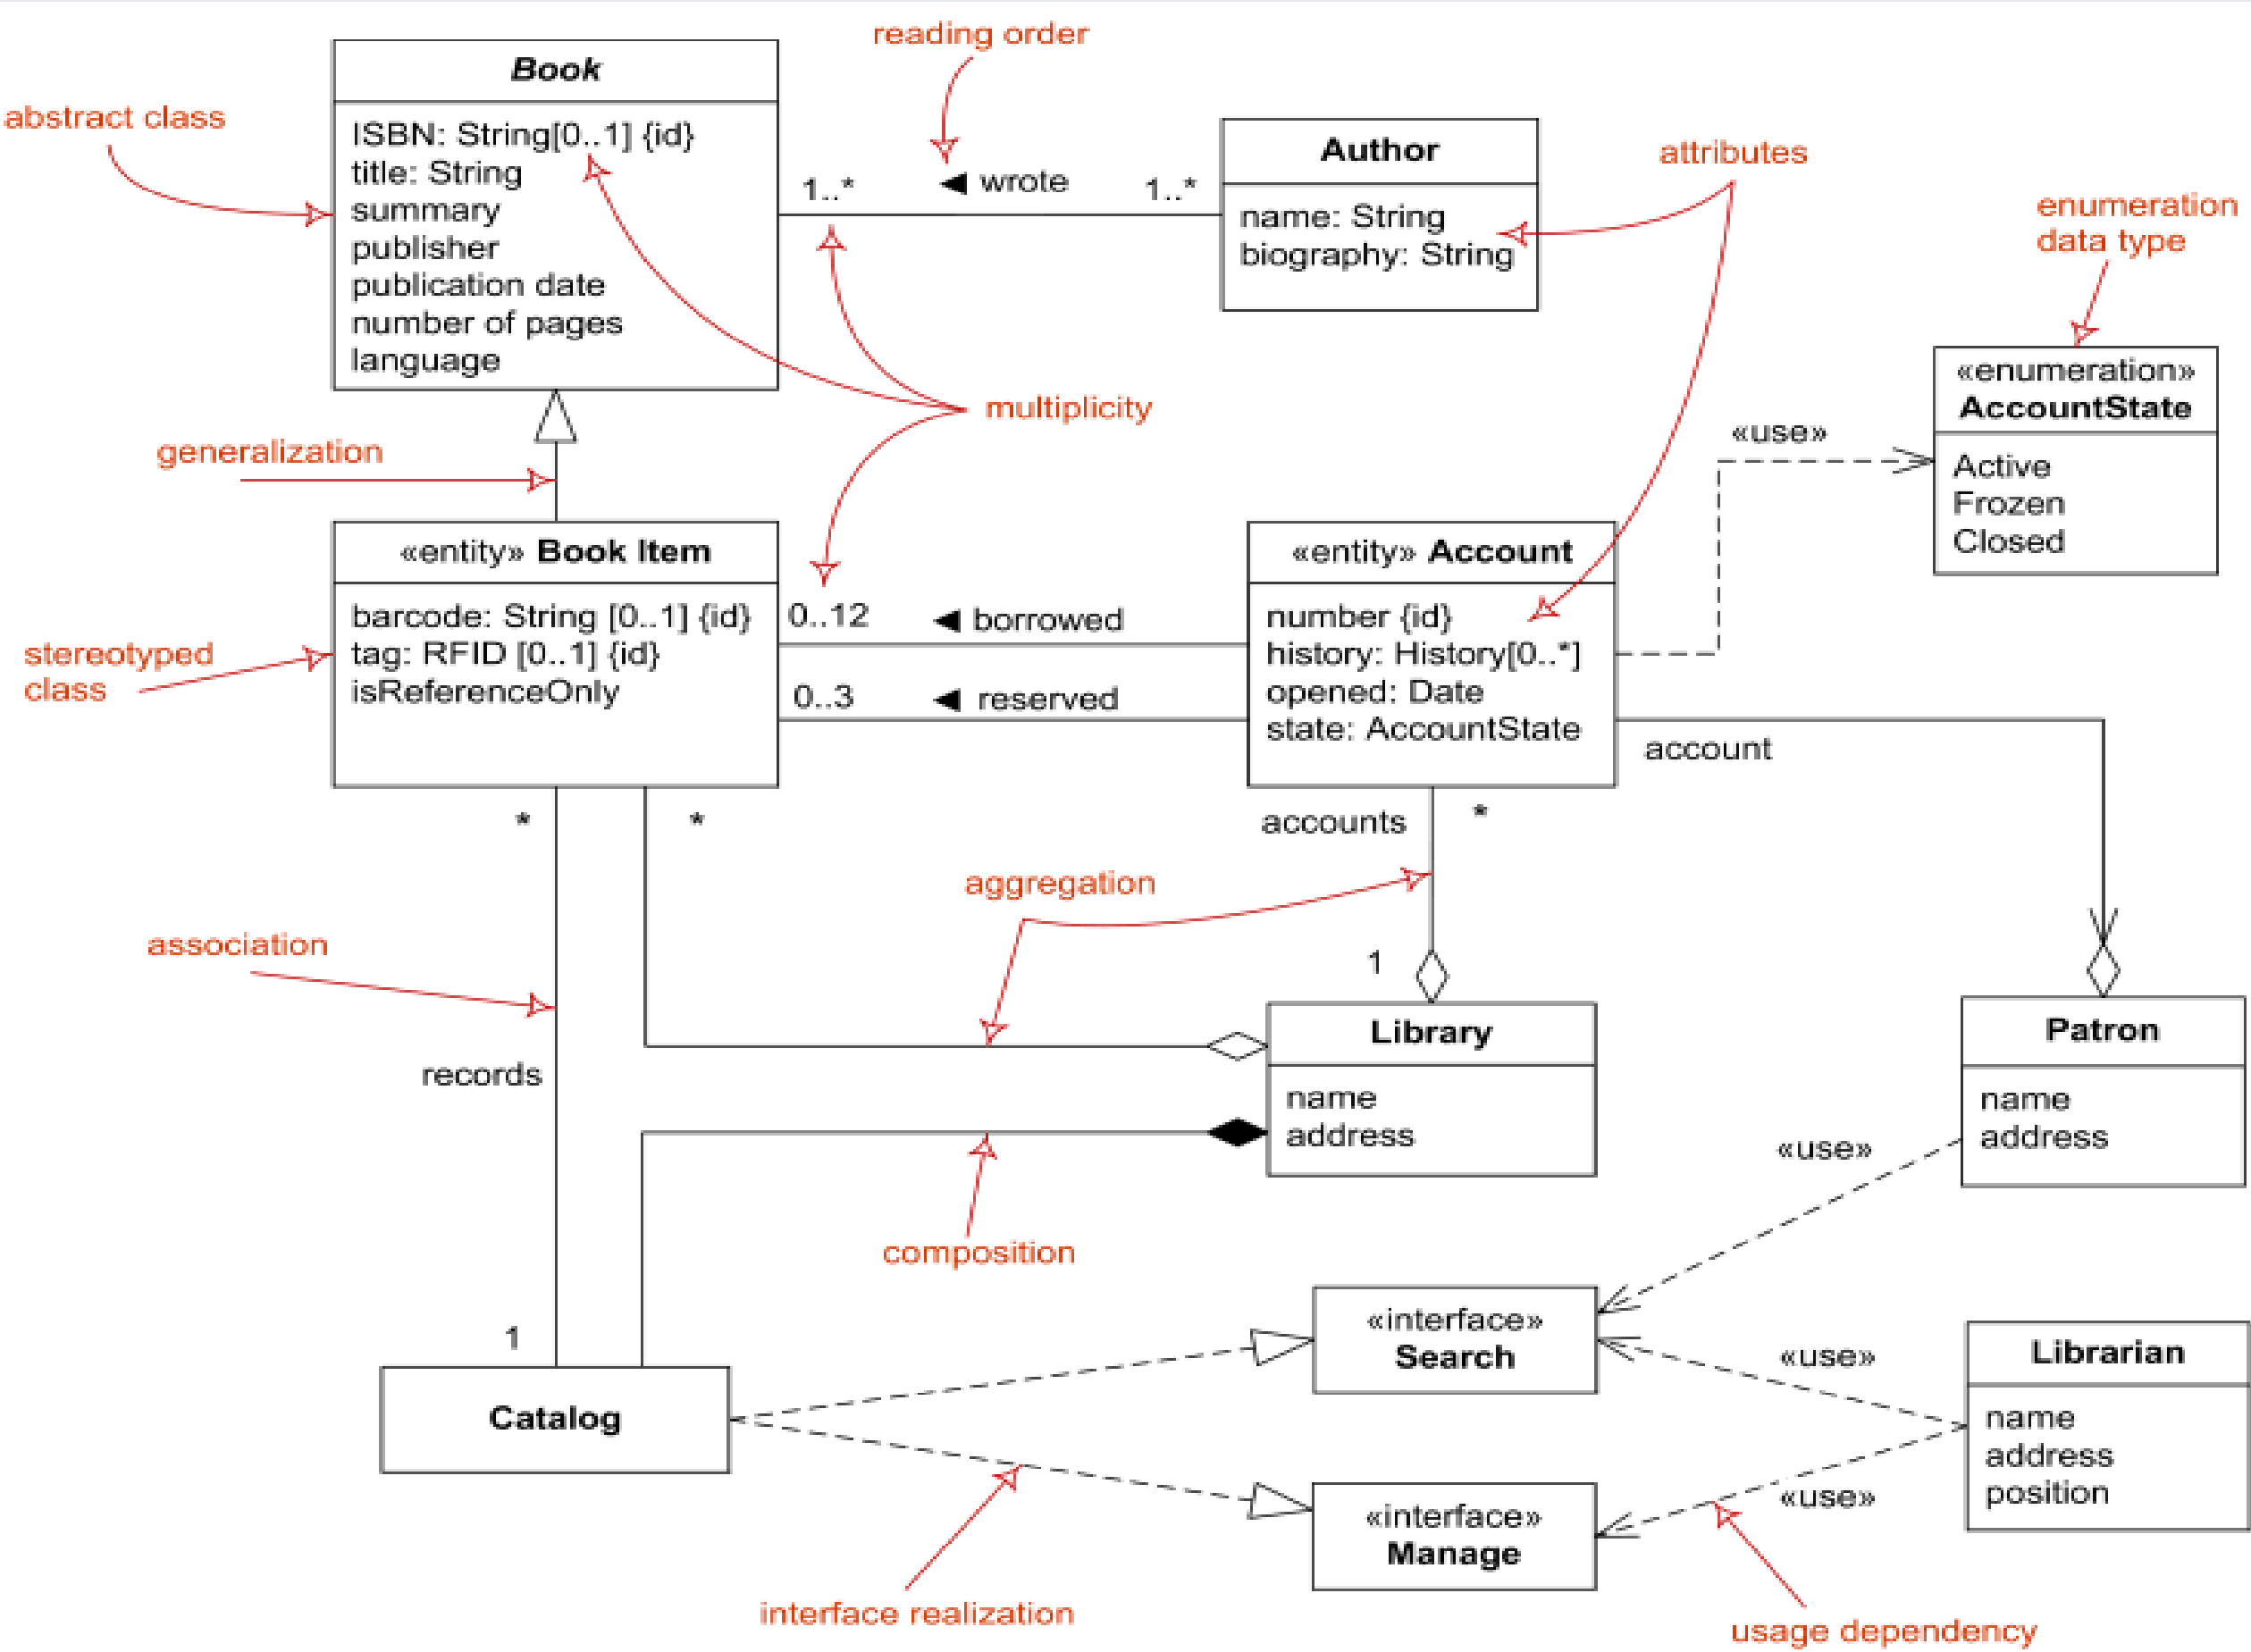 reading order
Book
abstract class
ISBN: String[0..1] {id}
title: String
summary
publisher
publication date
number of pages
language
1..*
◄ wrote
1..*
Author
name: String
biography: String
attributes
enumeration
data type
multiplicity
generalization
«enumeration»
AccountState
Active
Frozen
Closed
«use»
«entity» Book Item
barcode: String [0..1] {id}
tag: RFID [0..1] {id}
isReferenceOnly
stereotyped
class
0..12
◄ borrowed
0..3
◄ reserved
«entity» Account
number {id}
history: History[0..*]
opened: Date
state: AccountState
account
*
*
accounts
*
aggregation
association
1
records
Library
name
address
Patron
name
address
«use»
composition
1
Catalog
«interface»
Search
«use»
Librarian
name
address
position
«use»
«interface»
Manage
interface realization
usage dependency